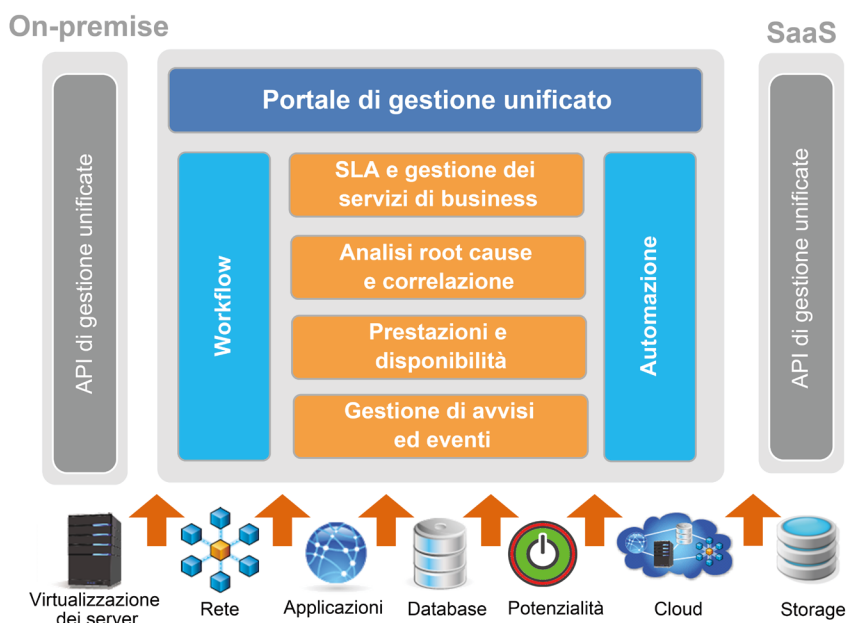 On-premise
SaaS
Portale di gestione unificato
API di gestione unificate
Workflow
SLA e gestione dei
servizi di business
Analisi root cause
e correlazione
Prestazioni e
disponibilità
Gestione di avvisi
ed eventi
Automazione
API di gestione unificate
Virtualizzazione
dei server
Rete
Applicazioni
Database
Potenzialità
Cloud
Storage